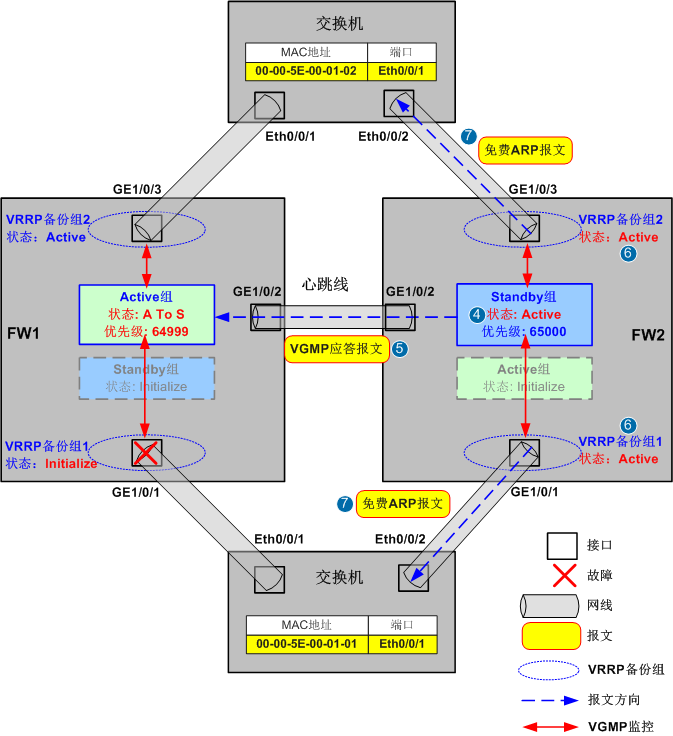 交换机
MAC地址 端口
00-00-5E-00-01-02 Eth0/0/1
Eth0/0/1
Eth0/0/2
7
免费ARP报文
GE1/0/3
GE1/0/3
VRRP备份组2
状态：Active
VRRP备份组2
状态：Active
6
心跳线
GE1/0/2
GE1/0/2
Active组
状态: A To S
优先级: 64999
Standby组
4
状态: Active
优先级: 65000
FW1
FW2
VGMP应答报文
5
Standby组
状态: Initialize
Active组
状态: Initialize
6
VRRP备份组1
状态：Initialize
VRRP备份组1
状态：Active
GE1/0/1
GE1/0/1
7
免费ARP报文
Eth0/0/1
Eth0/0/2
交换机
MAC地址 端口
00-00-5E-00-01-01 Eth0/0/1
接口
故障
网线
报文
VRRP备份组
报文方向
VGMP监控